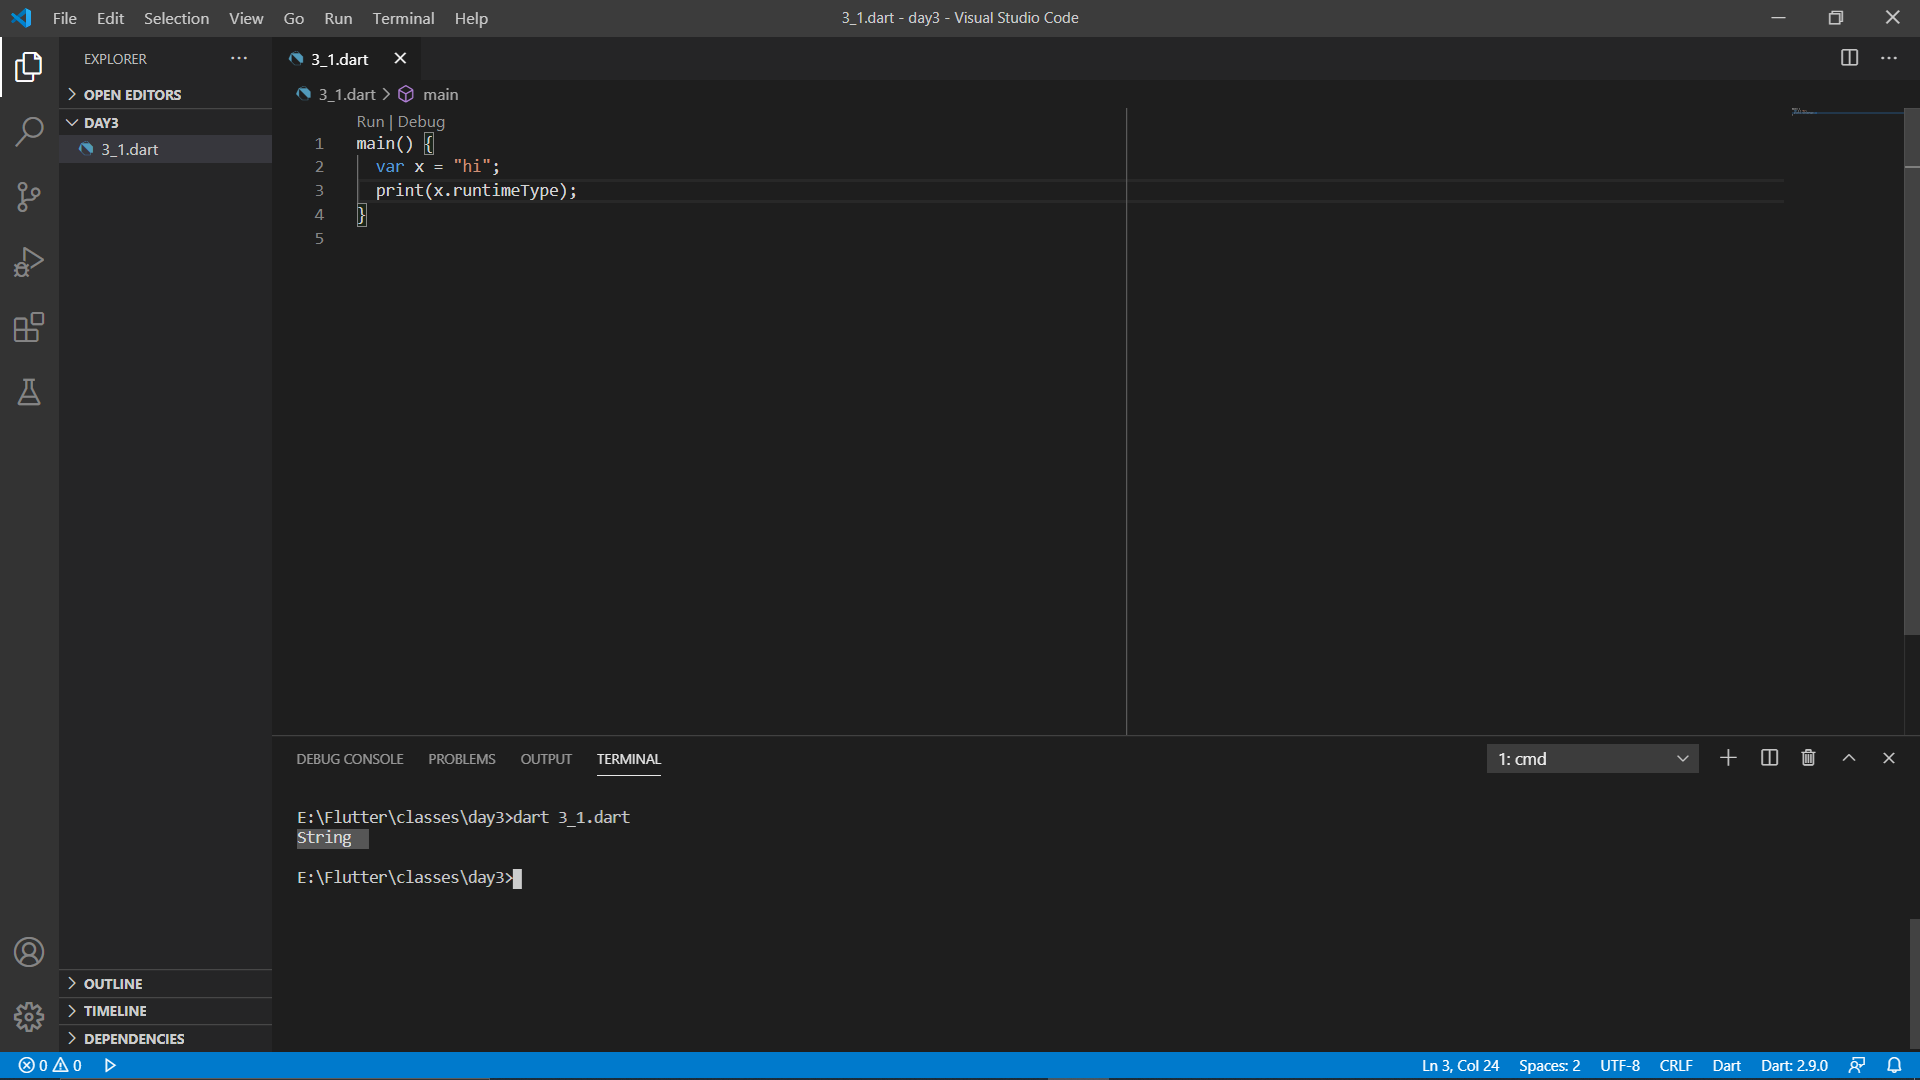 File Edit Selection View Go Run Terminal Help
3_1.dart - day3 - Visual Studio Code
EXPLORER
OPEN EDITORS
DAY3
3_1.dart
3_1.dart
3_1.dart > main
Run | Debug
1 main() {
2 var x = "hi";
3 print(x.runtimeType);
4 }
5
DEBUG CONSOLE PROBLEMS OUTPUT TERMINAL
1: cmd
E:\Flutter\classes\day3>dart 3_1.dart
String
E:\Flutter\classes\day3>
OUTLINE
TIMELINE
DEPENDENCIES
0 0
Ln 3, Col 24 Spaces: 2 UTF-8 CRLF Dart Dart: 2.9.0